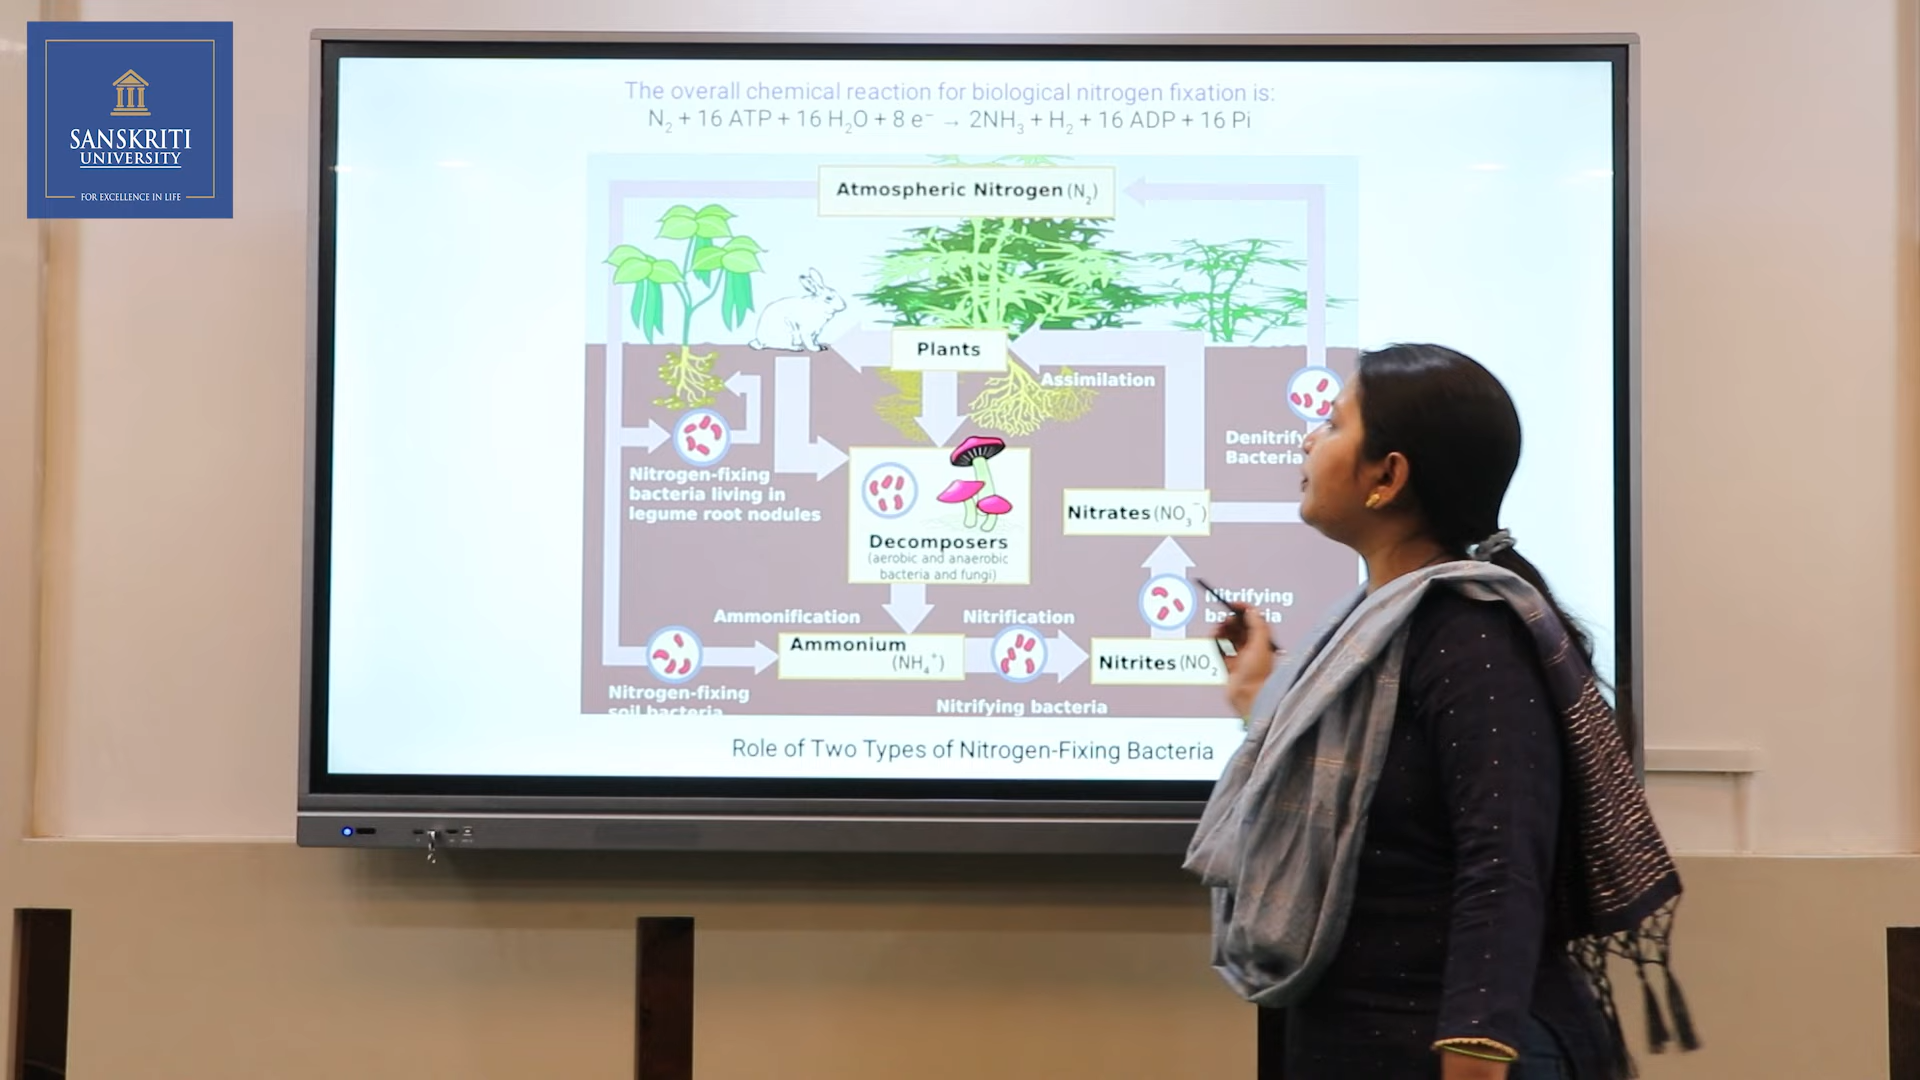 SANSKRITI
UNIVERSITY
FOR EXCELLENCE IN LIFE
The overall chemical reaction for biological nitrogen fixation is:
N₂ + 16 ATP + 16 H₂O + 8 e⁻ → 2NH₃ + H₂ + 16 ADP + 16 Pi
Atmospheric Nitrogen (N₂)
Plants
Assimilation
Denitrify
Bacteria
Nitrogen-fixing
bacteria living in
legume root nodules
Nitrates (NO₃⁻)
Decomposers
(aerobic and anaerobic
bacteria and fungi)
Nitrifying
Ammonification
Nitrification
Ammonium
(NH₄⁺)
Nitrites (NO₂
Nitrogen-fixing
soil bacteria
Nitrifying bacteria
Role of Two Types of Nitrogen-Fixing Bacteria